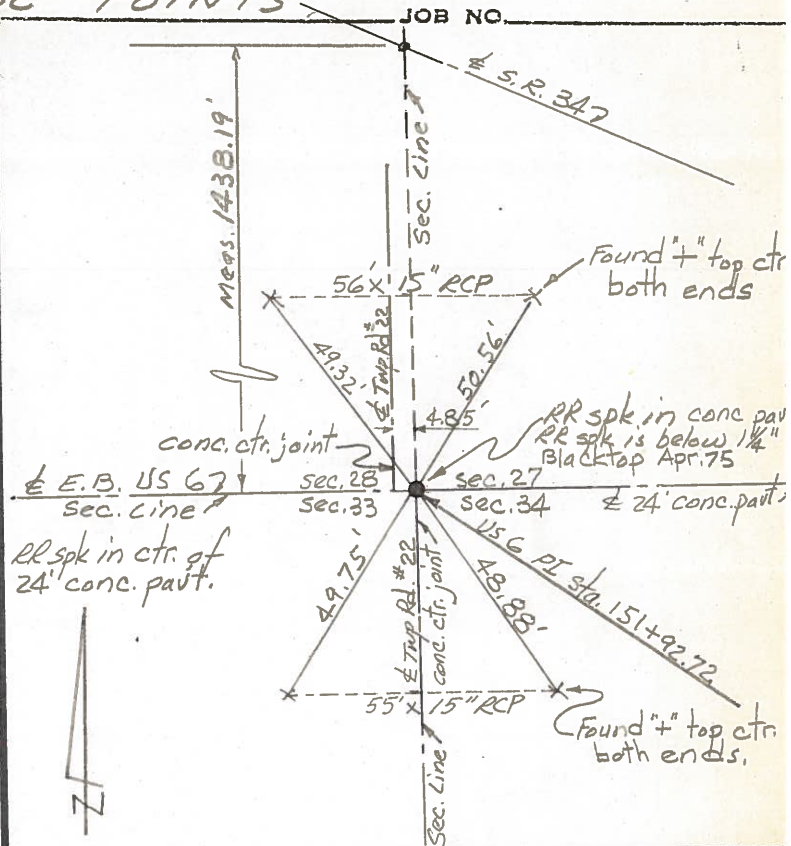 POINTS
JOB NO.
℄ S.R. 347
Sec. Line
Meas. 1438.19'
Found "+" top ctr
both ends
56' x 15" RCP
49.32'
℄ Twp Rd. #22
50.56'
4.85'
RR spk in conc pav
RR spk is below 1¼"
Blacktop Apr. 75
conc. ctr. joint
℄ E.B. US 67
Sec. Line
sec. 28
sec. 27
Sec. 33
Sec. 34
℄ 24' conc. pavt.
RR spk in ctr. of
24' conc. pavt.
US 6 PI sta. 151+92.72
49.75'
℄ Twp Rd. #22
conc. ctr. joint
48.88'
55' x 15" RCP
Found "+" top ctr.
both ends.
Sec. Line
N